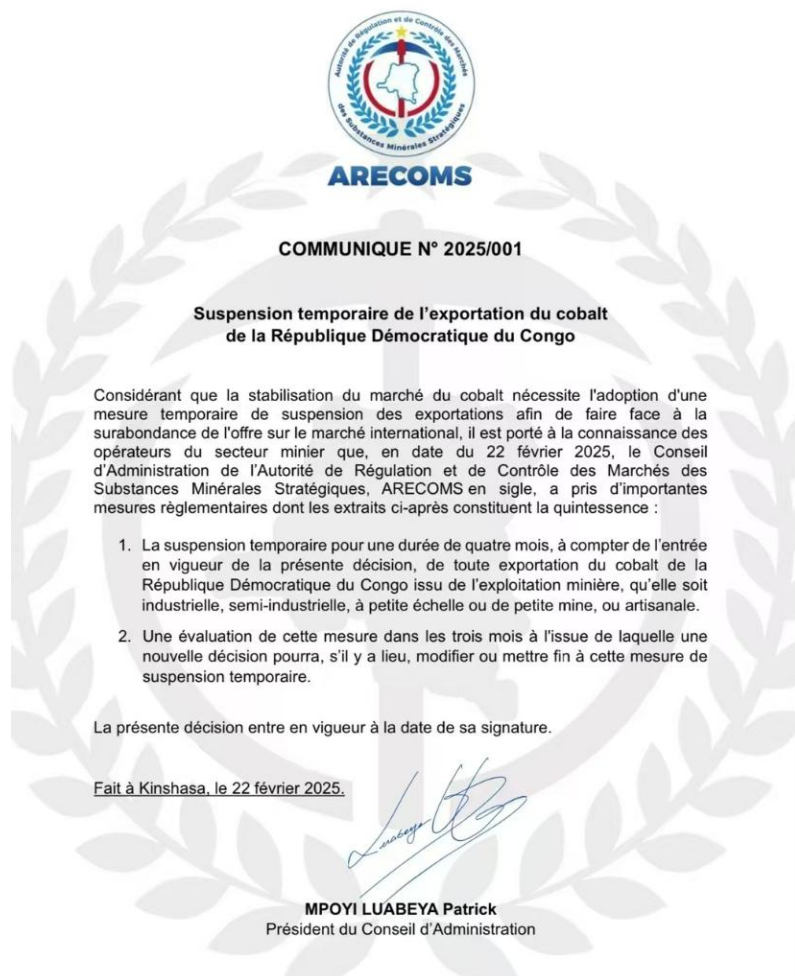 Autorité de Régulation et de Contrôle des Marchés
des Substances Minérales Stratégiques
ARECOMS
COMMUNIQUE N° 2025/001
Suspension temporaire de l’exportation du cobalt
de la République Démocratique du Congo
Considérant que la stabilisation du marché du cobalt nécessite l'adoption d'une
mesure temporaire de suspension des exportations afin de faire face à la
surabondance de l'offre sur le marché international, il est porté à la connaissance des
opérateurs du secteur minier que, en date du 22 février 2025, le Conseil
d’Administration de l’Autorité de Régulation et de Contrôle des Marchés des
Substances Minérales Stratégiques, ARECOMS en sigle, a pris d’importantes
mesures règlementaires dont les extraits ci-après constituent la quintessence :
1. La suspension temporaire pour une durée de quatre mois, à compter de l’entrée
en vigueur de la présente décision, de toute exportation du cobalt de la
République Démocratique du Congo issu de l’exploitation minière, qu’elle soit
industrielle, semi-industrielle, à petite échelle ou de petite mine, ou artisanale.
2. Une évaluation de cette mesure dans les trois mois à l'issue de laquelle une
nouvelle décision pourra, s’il y a lieu, modifier ou mettre fin à cette mesure de
suspension temporaire.
La présente décision entre en vigueur à la date de sa signature.
Fait à Kinshasa, le 22 février 2025.
Luabeya
MPOYI LUABEYA Patrick
Président du Conseil d’Administration